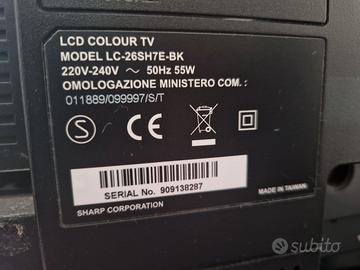 LCD COLOUR TV
MODEL LC-26SH7E-BK
220V-240V ~ 50Hz 55W
OMOLOGAZIONE MINISTERO COM. :
011889/099997/S/T
S
CE
SERIAL No. 909138287
SHARP CORPORATION
MADE IN TAIWAN
subito